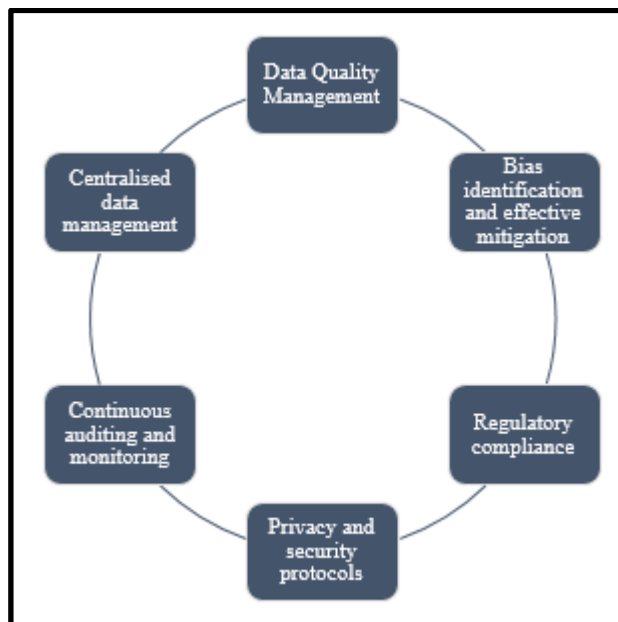 Data Quality
Management
Bias
identification
and effective
mitigation
Regulatory
compliance
Privacy and
security
protocols
Continuous
auditing and
monitoring
Centralised
data
management